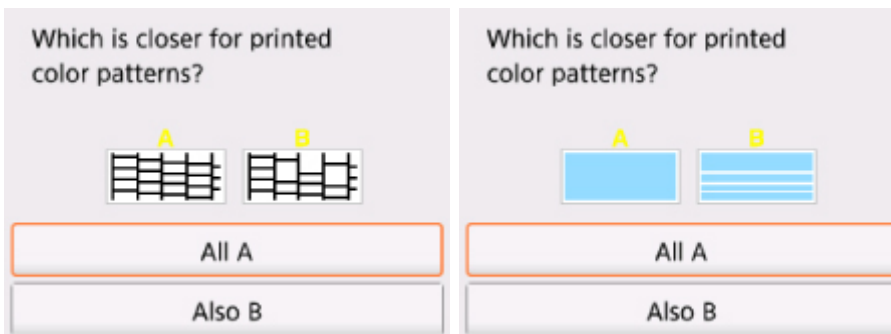 Which is closer for printed
color patterns?
A B
All A
Also B
Which is closer for printed
color patterns?
A B
All A
Also B